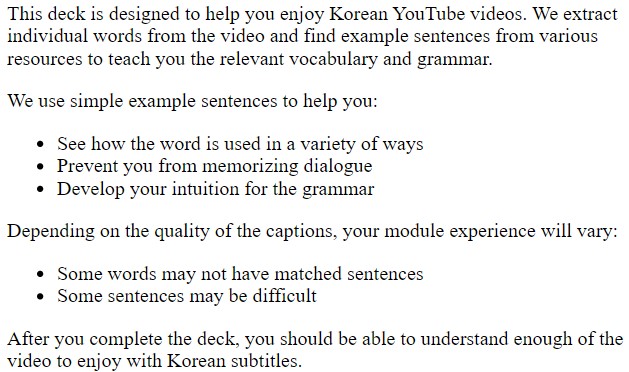 This deck is designed to help you enjoy Korean YouTube videos. We extract
individual words from the video and find example sentences from various
resources to teach you the relevant vocabulary and grammar.
We use simple example sentences to help you:
• See how the word is used in a variety of ways
• Prevent you from memorizing dialogue
• Develop your intuition for the grammar
Depending on the quality of the captions, your module experience will vary:
• Some words may not have matched sentences
• Some sentences may be difficult
After you complete the deck, you should be able to understand enough of the
video to enjoy with Korean subtitles.